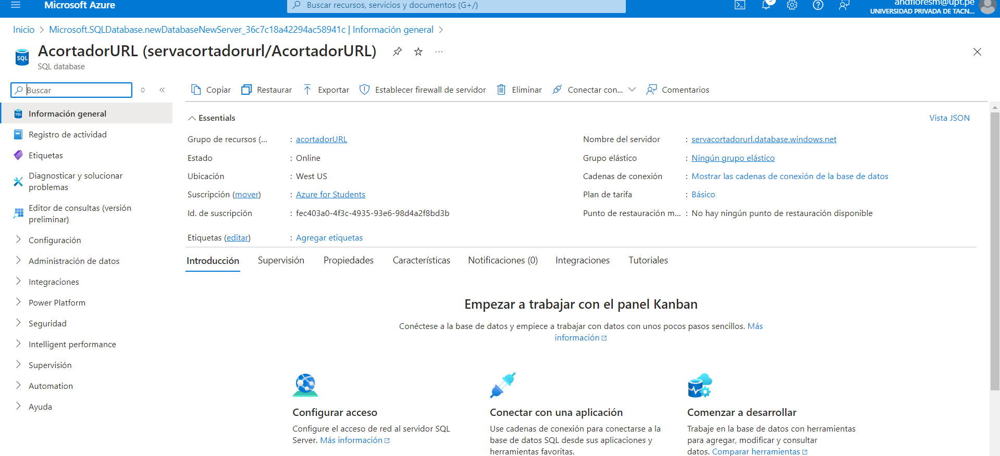 Microsoft Azure
Buscar recursos, servicios y documentos (G+/)
andfloresm@upt.pe
UNIVERSIDAD PRIVADA DE TACN...
Inicio > Microsoft.SQLDatabase.newDatabaseNewServer_36c7c18a42294ac58941c | Información general >
AcortadorURL (servacortadorurl/AcortadorURL)
SQL database
Buscar
Copiar Restaurar Exportar Establecer firewall de servidor Eliminar Conectar con... Comentarios
Información general
Registro de actividad
Etiquetas
Diagnosticar y solucionar
problemas
Editor de consultas (versión
preliminar)
Configuración
Administración de datos
Integraciones
Power Platform
Seguridad
Intelligent performance
Supervisión
Automation
Ayuda
Essentials
Vista JSON
Grupo de recursos (... : acortadorURL
Estado : Online
Ubicación : West US
Suscripción (mover) : Azure for Students
Id. de suscripción : fec403a0-4f3c-4935-93e6-98d4a2f8bd3b
Etiquetas (editar) : Agregar etiquetas
Nombre del servidor : servacortadorurl.database.windows.net
Grupo elástico : Ningún grupo elástico
Cadenas de conexión : Mostrar las cadenas de conexión de la base de datos
Plan de tarifa : Básico
Punto de restauración m... : No hay ningún punto de restauración disponible
Introducción Supervisión Propiedades Características Notificaciones (0) Integraciones Tutoriales
Empezar a trabajar con el panel Kanban
Conéctese a la base de datos y empiece a trabajar con datos con unos pocos pasos sencillos. Más
información
Configurar acceso
Configure el acceso de red al servidor SQL
Server. Más información
Conectar con una aplicación
Use cadenas de conexión para conectarse a la
base de datos SQL desde sus aplicaciones y
herramientas favoritas.
Comenzar a desarrollar
Trabaje en la base de datos con herramientas
para agregar, modificar y consultar
datos. Comparar herramientas